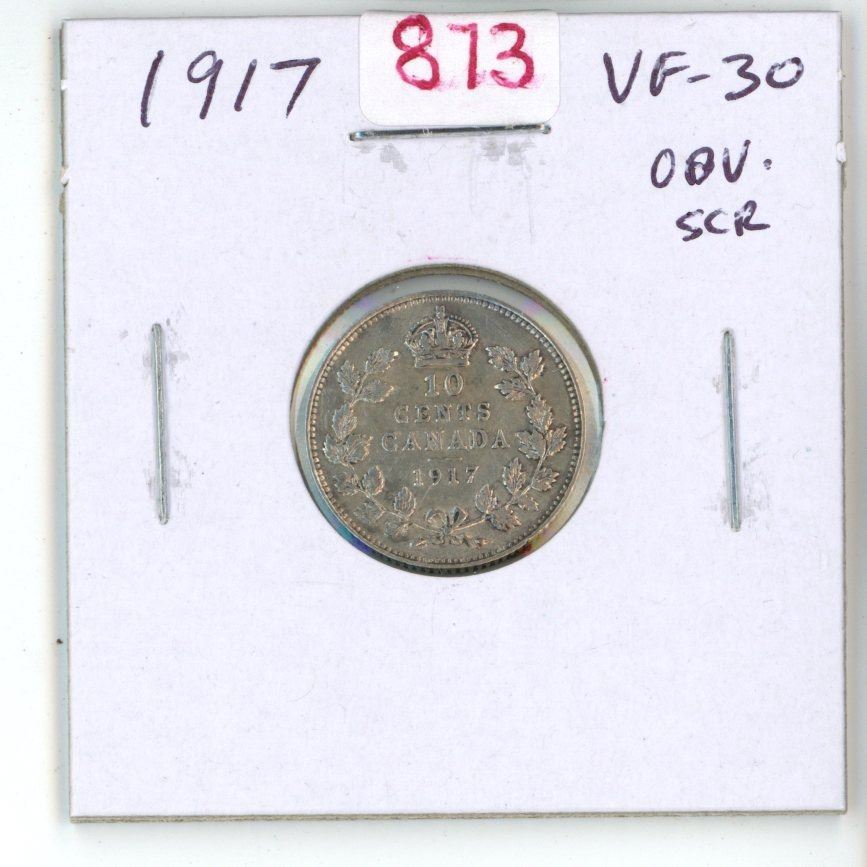 1917 873 VF-30
OBV.
SCR
10
CENTS
CANADA
1917